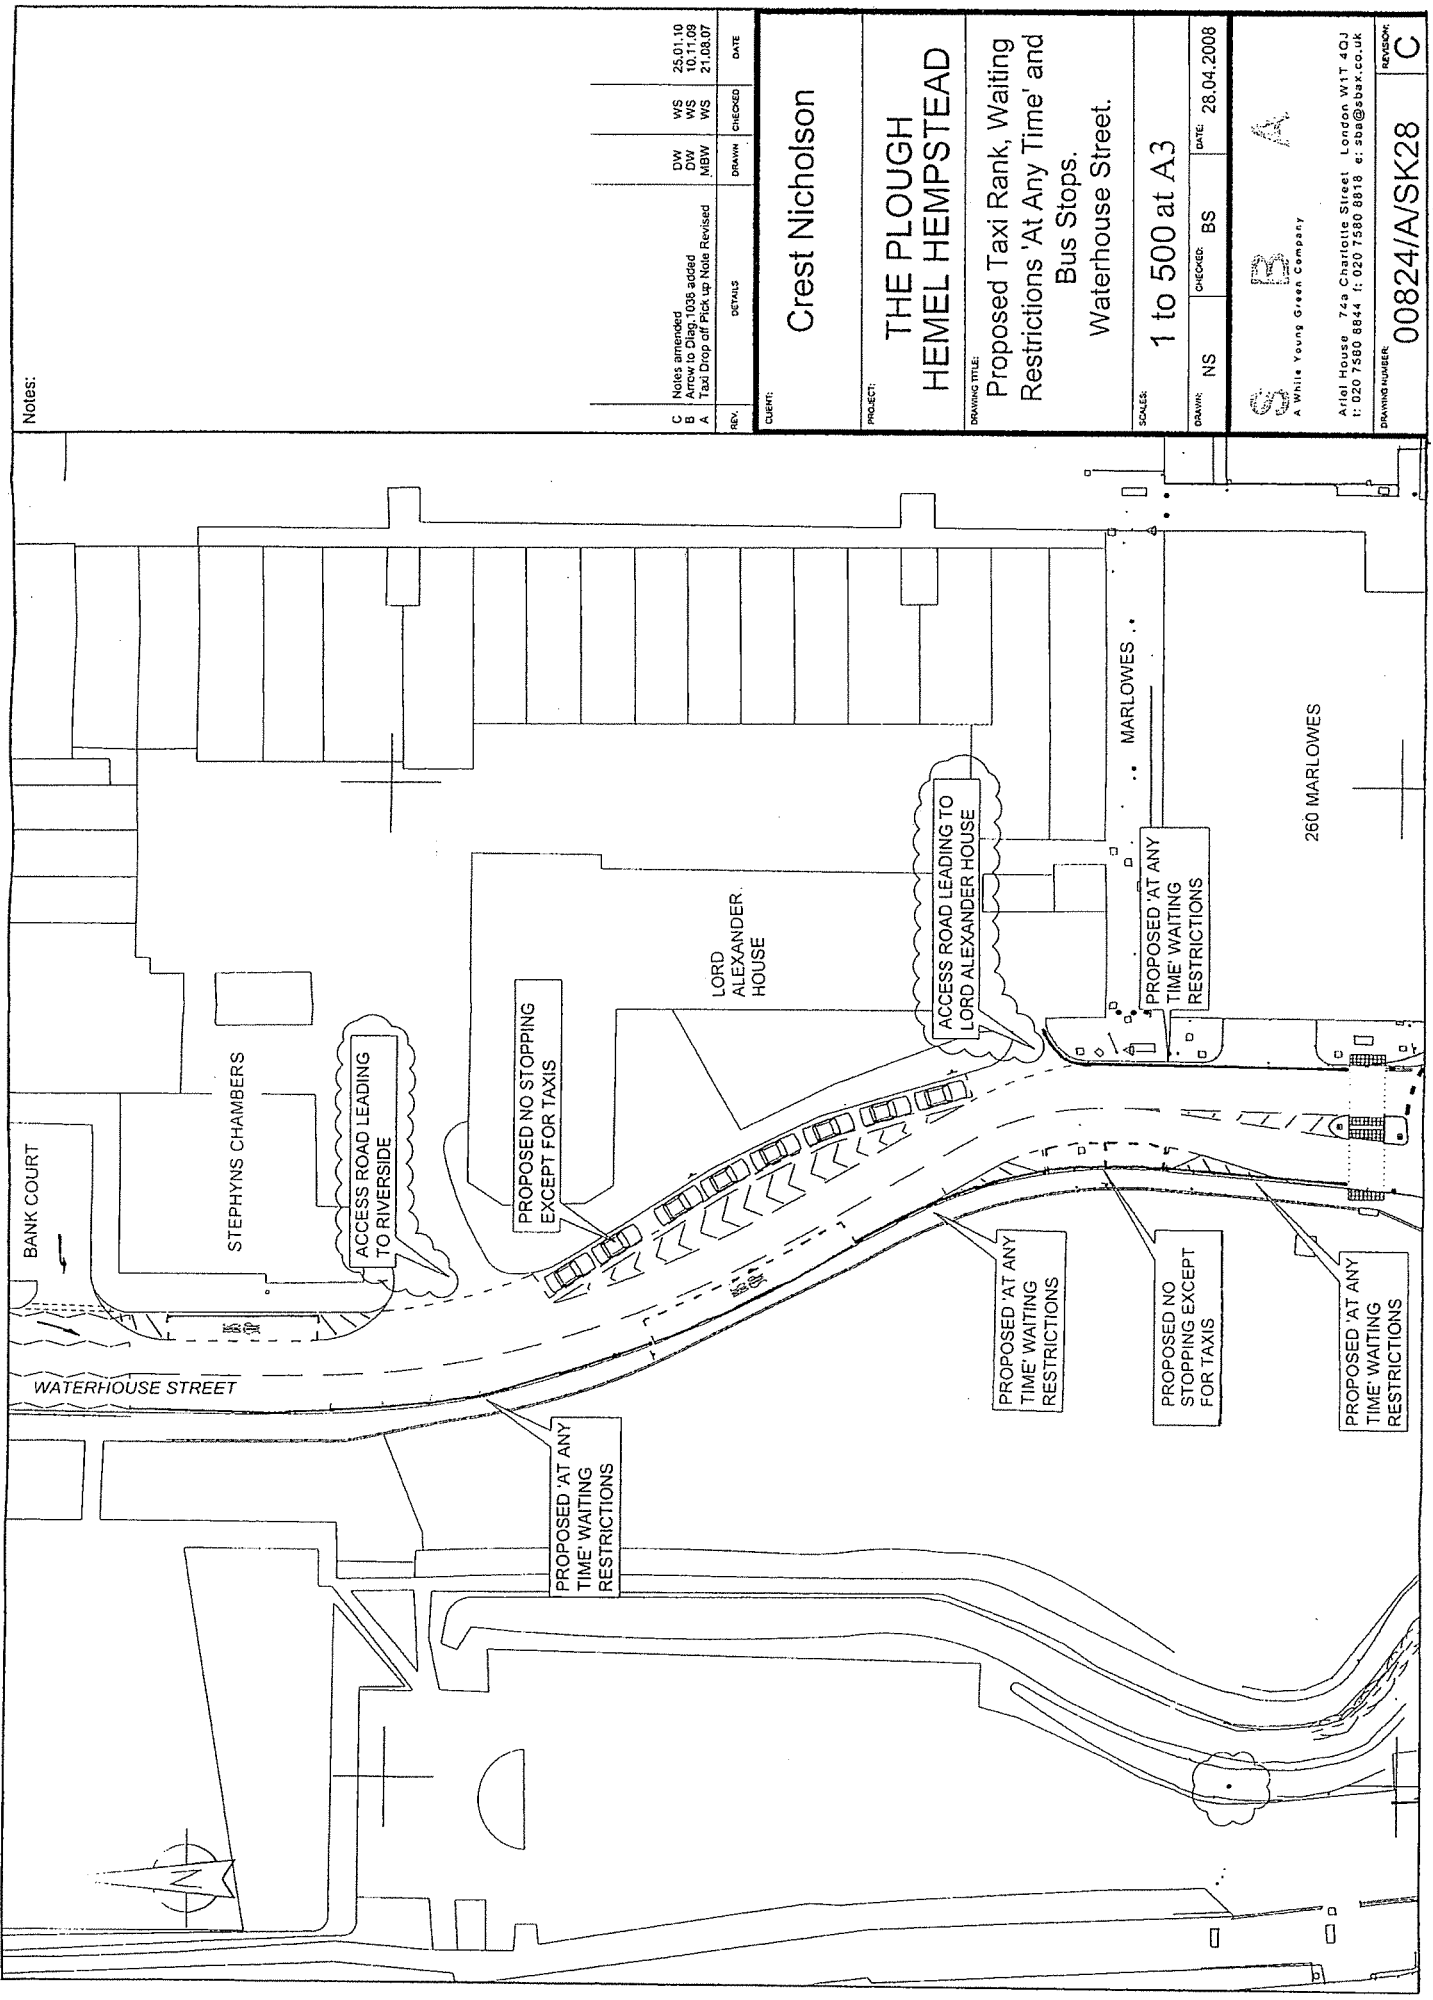 Notes:
C Notes amended DW WS 25.01.10
B Arrow to Diag.1038 added DW WS 10.11.09
A Taxi Drop off Pick up Note Revised MBW WS 21.08.07
REV. DETAILS DRAWN CHECKED DATE
CLIENT:
Crest Nicholson
PROJECT:
THE PLOUGH
HEMEL HEMPSTEAD
DRAWING TITLE:
Proposed Taxi Rank, Waiting
Restrictions 'At Any Time' and
Bus Stops.
Waterhouse Street.
SCALES:
1 to 500 at A3
DRAWN: NS CHECKED: BS DATE: 28.04.2008
S B A
A White Young Green Company
Ariel House 74a Charlotte Street London W1T 4QJ
t: 020 7580 8844 f: 020 7580 8818 e: sba@sbax.co.uk
DRAWING NUMBER:
00824/A/SK28
REVISION:
C
BANK COURT
STEPHYNS CHAMBERS
ACCESS ROAD LEADING
TO RIVERSIDE
WATERHOUSE STREET
BUS
STOP
PROPOSED NO STOPPING
EXCEPT FOR TAXIS
LORD
ALEXANDER
HOUSE
ACCESS ROAD LEADING TO
LORD ALEXANDER HOUSE
MARLOWES
260 MARLOWES
PROPOSED 'AT ANY
TIME' WAITING
RESTRICTIONS
BUS
STOP
PROPOSED 'AT ANY
TIME' WAITING
RESTRICTIONS
PROPOSED 'AT ANY
TIME' WAITING
RESTRICTIONS
PROPOSED NO
STOPPING EXCEPT
FOR TAXIS
PROPOSED 'AT ANY
TIME' WAITING
RESTRICTIONS
N